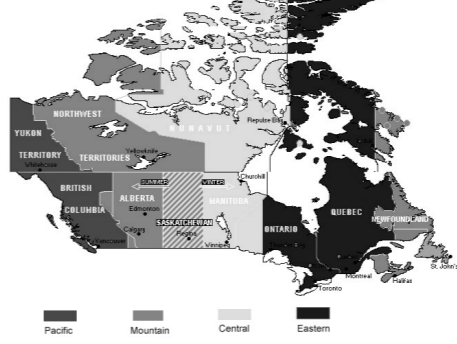 NORTHWEST
NUNAVUT
Repulse Bay
YUKON
TERRITORY
TERRITORIES
Yellowknife
Whitehorse
Churchill
BRITISH
COLUMBIA
SUMMER
WINTER
ALBERTA
MANITOBA
Edmonton
SASKATCHEWAN
QUEBEC
NEWFOUNDLAND
ONTARIO
Calgary
Regina
Vancouver
Winnipeg
St. John's
Montreal
Halifax
Toronto
Pacific
Mountain
Central
Eastern